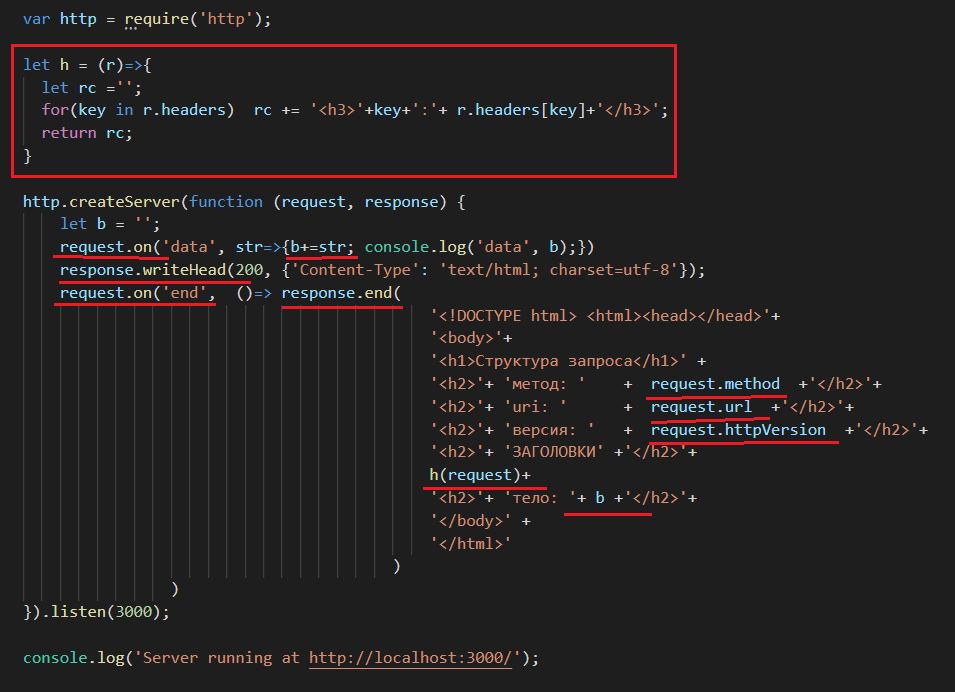 var http = require('http');
let h = (r)=>{
let rc ='';
for(key in r.headers)  rc += '<h3>'+key+':'+ r.headers[key]+'</h3>';
return rc;
}
http.createServer(function (request, response) {
let b = '';
request.on('data', str=>{b+=str; console.log('data', b);})
response.writeHead(200, {'Content-Type': 'text/html; charset=utf-8'});
request.on('end',  ()=> response.end(
'<!DOCTYPE html> <html><head></head>'+
'<body>'+
'<h1>Структура запроса</h1>' +
'<h2>'+ 'метод: '    +  request.method  +'</h2>'+
'<h2>'+ 'uri: '      +  request.url  +'</h2>'+
'<h2>'+ 'версия: '   +  request.httpVersion  +'</h2>'+
'<h2>'+ 'ЗАГОЛОВКИ' +'</h2>'+
h(request)+
'<h2>'+ 'тело: '+ b +'</h2>'+
'</body>' +
'</html>'
)
)
}).listen(3000);
console.log('Server running at http://localhost:3000/');